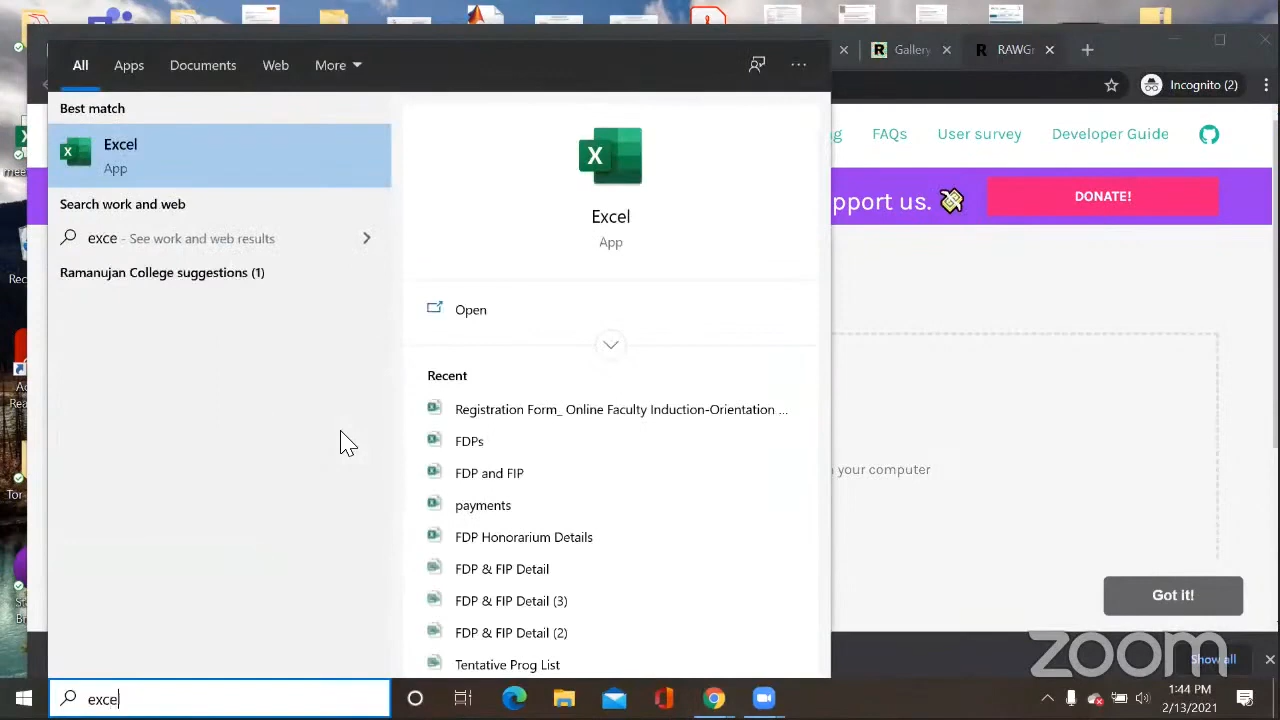 All
Apps
Documents
Web
More
Gallery
RAWGr
Incognito (2)
Best match
Excel
App
Search work and web
exce - See work and web results
Ramanujan College suggestions (1)
Excel
App
Open
Recent
Registration Form_ Online Faculty Induction-Orientation ...
FDPs
FDP and FIP
payments
FDP Honorarium Details
FDP & FIP Detail
FDP & FIP Detail (3)
FDP & FIP Detail (2)
Tentative Prog List
FAQs
User survey
Developer Guide
pport us.
DONATE!
your computer
Got it!
zoom
Show all
exce
1:44 PM
2/13/2021